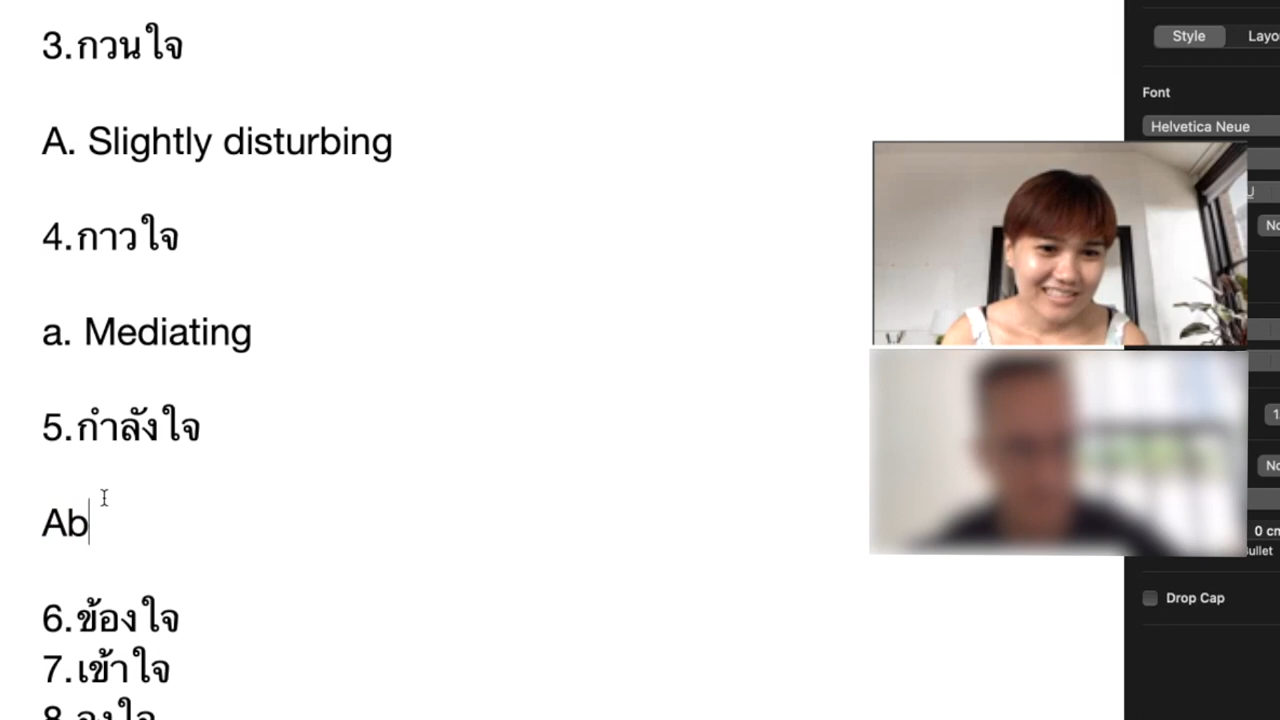 3.กวนใจ
Style
Font
Helvetica Neue
A. Slightly disturbing
U
4.กาวใจ
a. Mediating
5.กำลังใจ
0 cm
Ab
6.ข้องใจ
Drop Cap
7.เข้าใจ